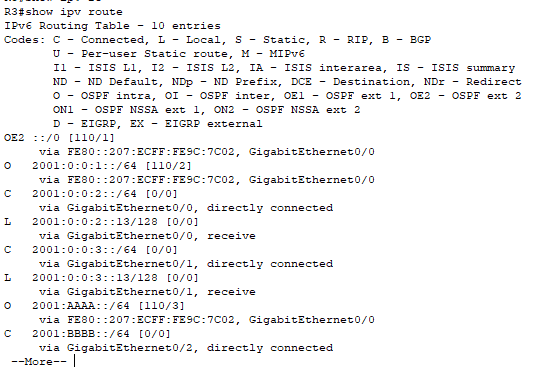 R3#show ipv route
IPv6 Routing Table - 10 entries
Codes: C - Connected, L - Local, S - Static, R - RIP, B - BGP
U - Per-user Static route, M - MIPv6
I1 - ISIS L1, I2 - ISIS L2, IA - ISIS interarea, IS - ISIS summary
ND - ND Default, NDp - ND Prefix, DCE - Destination, NDr - Redirect
O - OSPF intra, OI - OSPF inter, OE1 - OSPF ext 1, OE2 - OSPF ext 2
ON1 - OSPF NSSA ext 1, ON2 - OSPF NSSA ext 2
D - EIGRP, EX - EIGRP external
OE2 ::/0 [110/1]
via FE80::207:ECFF:FE9C:7C02, GigabitEthernet0/0
O 2001:0:0:1::/64 [110/2]
via FE80::207:ECFF:FE9C:7C02, GigabitEthernet0/0
C 2001:0:0:2::/64 [0/0]
via GigabitEthernet0/0, directly connected
L 2001:0:0:2::13/128 [0/0]
via GigabitEthernet0/0, receive
C 2001:0:0:3::/64 [0/0]
via GigabitEthernet0/1, directly connected
L 2001:0:0:3::13/128 [0/0]
via GigabitEthernet0/1, receive
O 2001:AAAA::/64 [110/3]
via FE80::207:ECFF:FE9C:7C02, GigabitEthernet0/0
C 2001:BBBB::/64 [0/0]
via GigabitEthernet0/2, directly connected
--More--